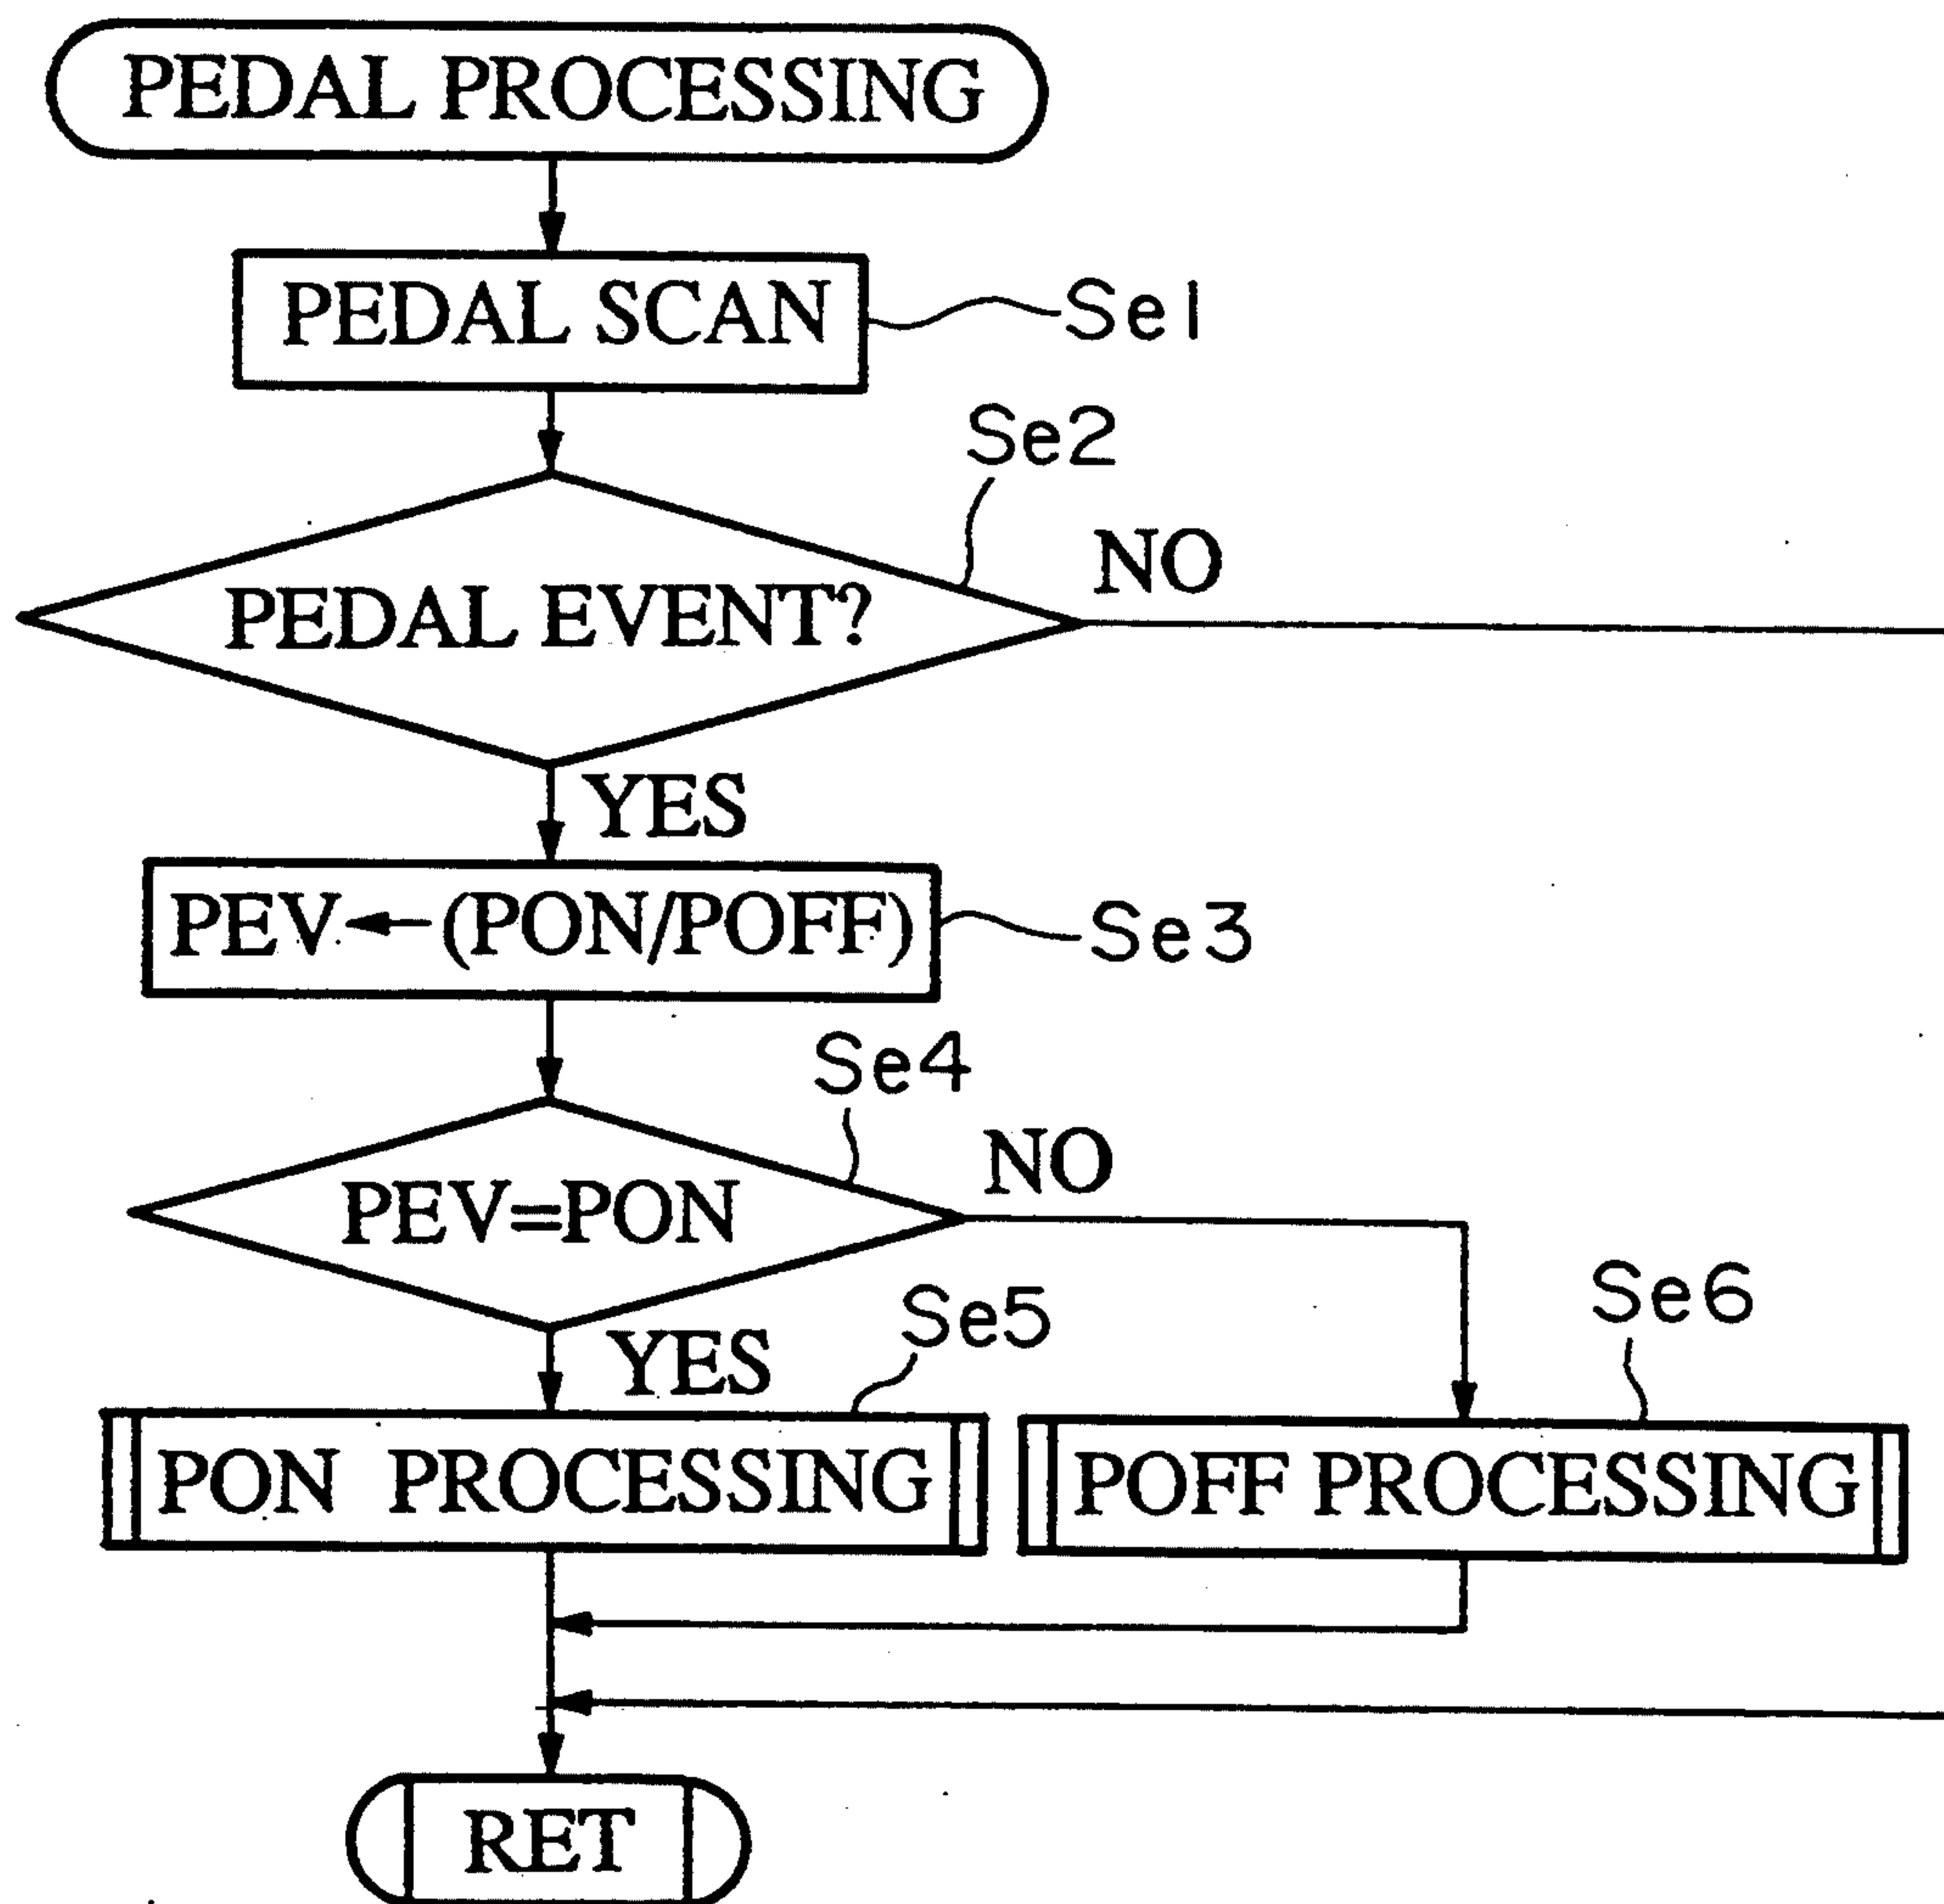 PEDAL PROCESSING
PEDAL SCAN
Se1
Se2
PEDAL EVENT?
NO
YES
PEV←(PON/POFF)
Se3
Se4
PEV=PON
NO
YES
Se5
Se6
PON PROCESSING
POFF PROCESSING
RET